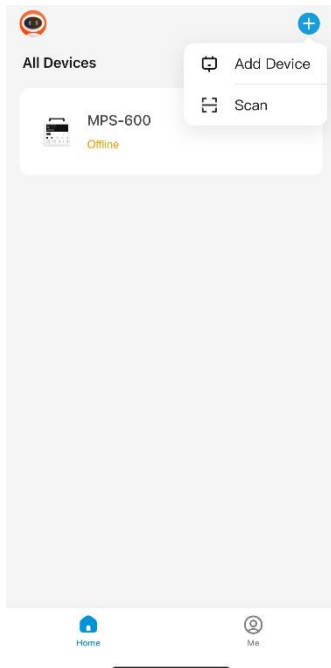 All Devices
Add Device
Scan
MPS-600
Offline
Home
Me